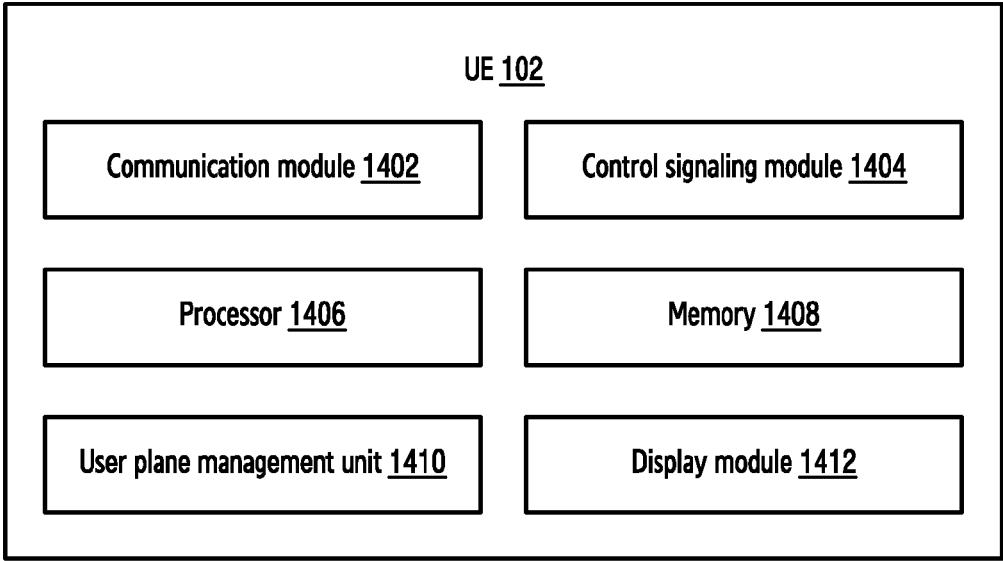 UE 102
Communication module 1402
Control signaling module 1404
Processor 1406
Memory 1408
User plane management unit 1410
Display module 1412